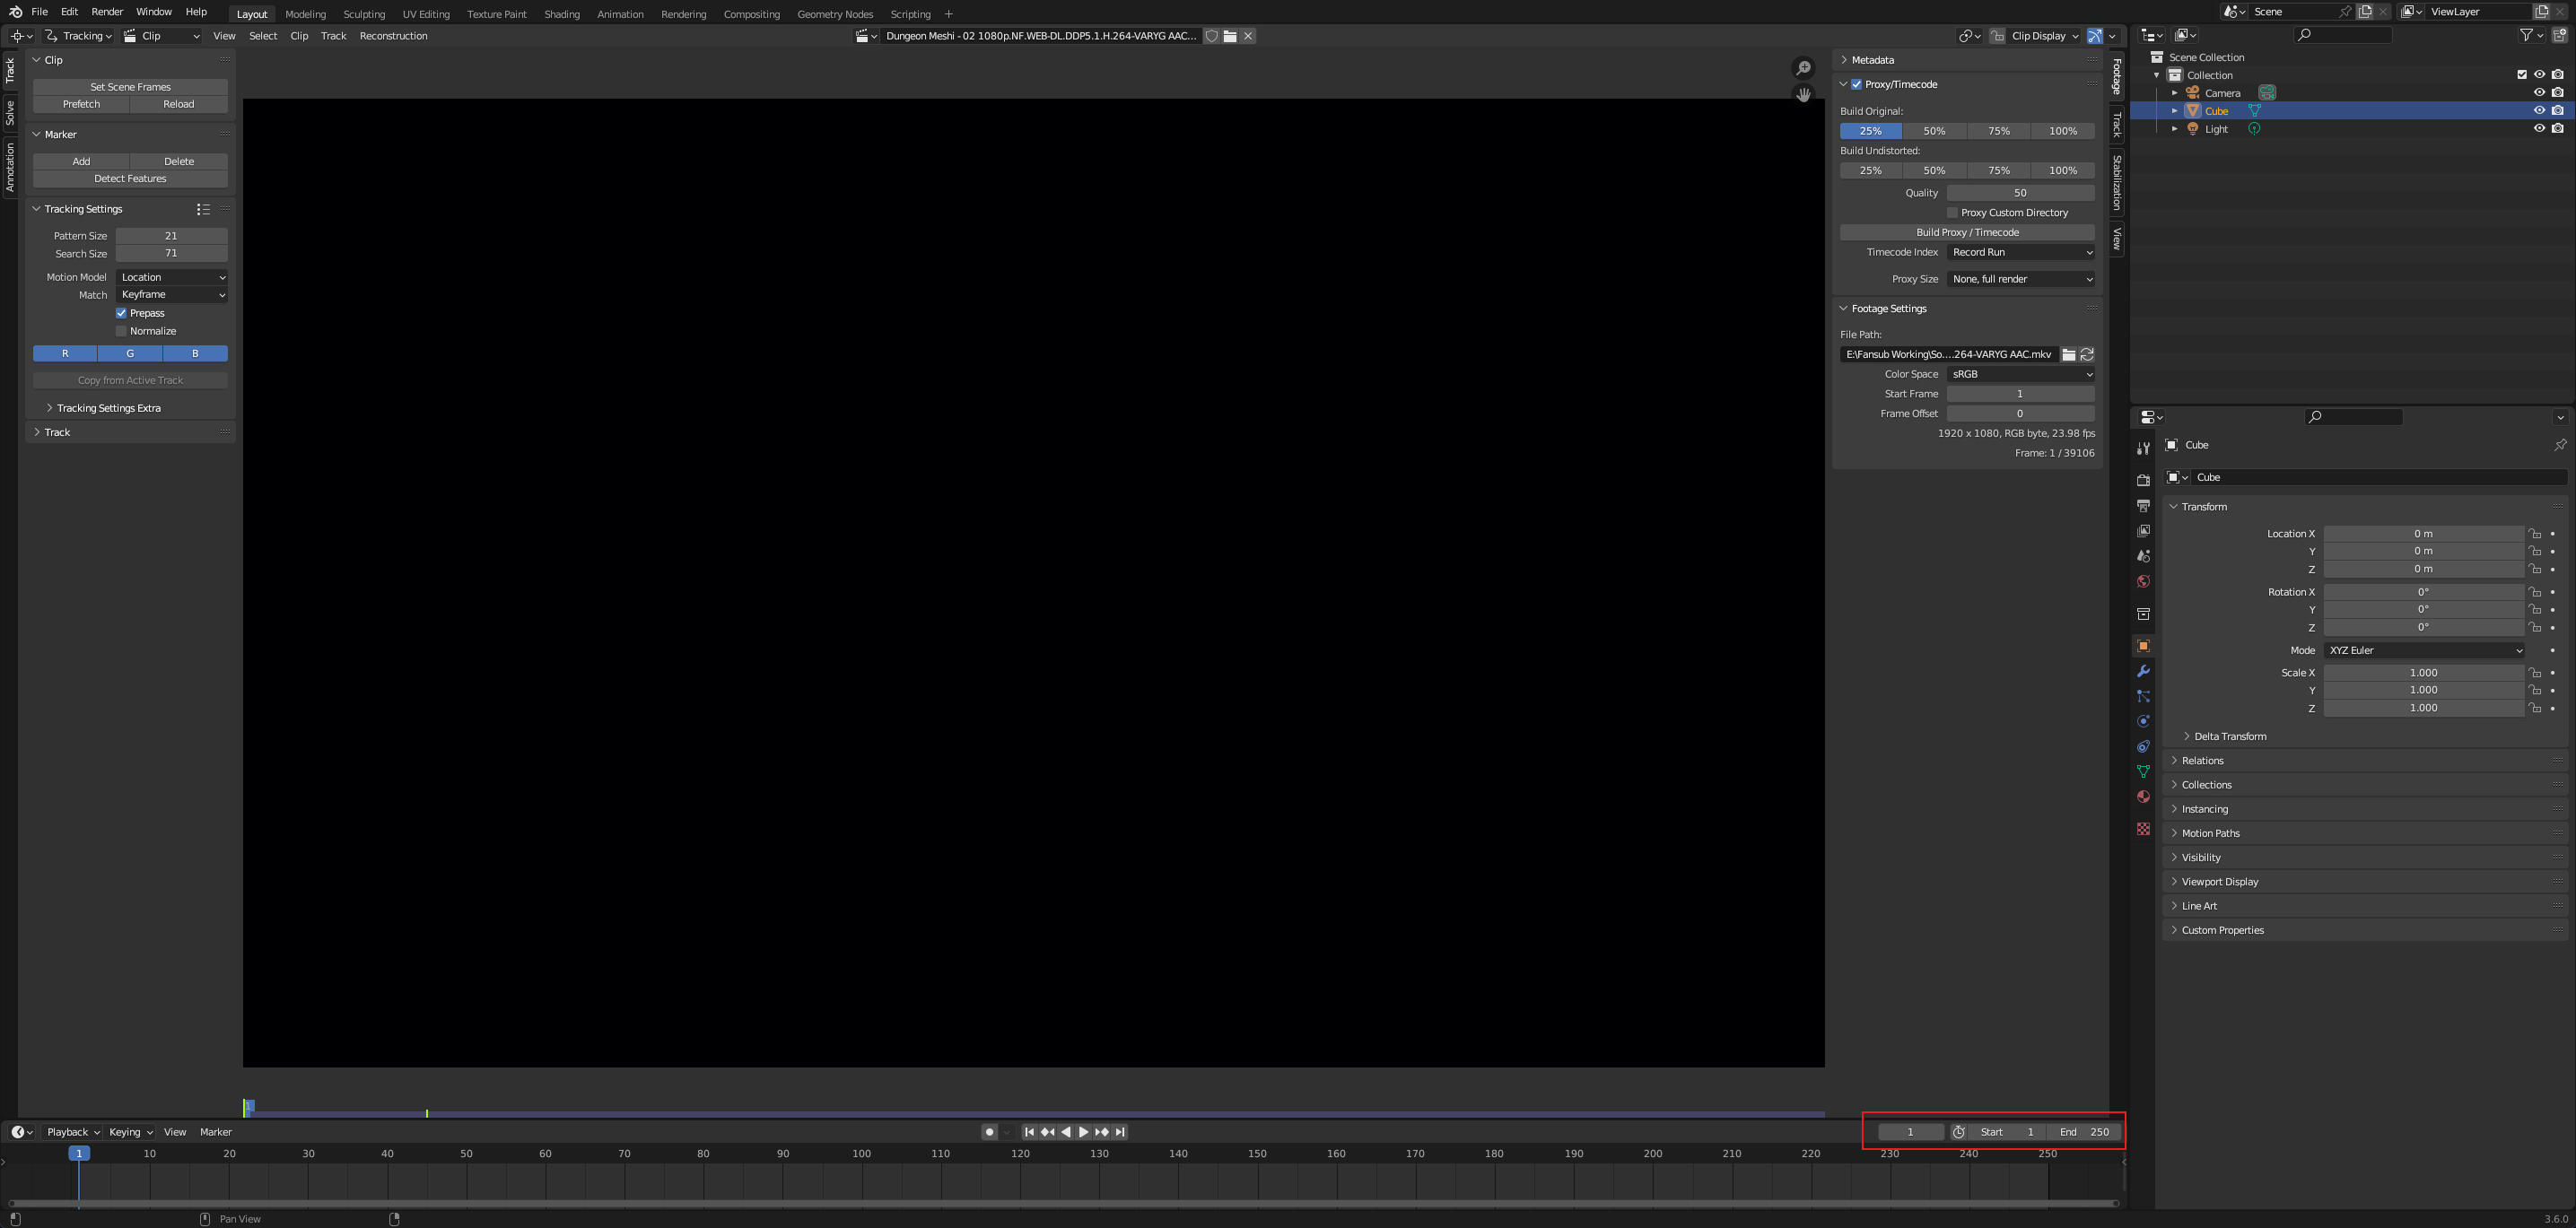 File Edit Render Window Help Layout Modeling Sculpting UV Editing Texture Paint Shading Animation Rendering Compositing Geometry Nodes Scripting + Scene ViewLayer
Tracking Clip View Select Clip Track Reconstruction Dungeon Meshi - 02 1080p.NF.WEB-DL.DDP5.1.H.264-VARYG AAC... Clip Display
Track
Solve
Annotation
Clip
Set Scene Frames
Prefetch Reload
Marker
Add Delete
Detect Features
Tracking Settings
Pattern Size 21
Search Size 71
Motion Model Location
Match Keyframe
Prepass
Normalize
R G B
Copy from Active Track
Tracking Settings Extra
Track
Metadata
Proxy/Timecode
Build Original:
25% 50% 75% 100%
Build Undistorted:
25% 50% 75% 100%
Quality 50
Proxy Custom Directory
Build Proxy / Timecode
Timecode Index Record Run
Proxy Size None, full render
Footage Settings
File Path:
E:\Fansub Working\So....264-VARYG AAC.mkv
Color Space sRGB
Start Frame 1
Frame Offset 0
1920 x 1080, RGB byte, 23.98 fps
Frame: 1 / 39106
Footage
Track
Stabilization
View
Scene Collection
Collection
Camera
Cube
Light
Cube
Cube
Transform
Location X 0 m
Y 0 m
Z 0 m
Rotation X 0°
Y 0°
Z 0°
Mode XYZ Euler
Scale X 1.000
Y 1.000
Z 1.000
Delta Transform
Relations
Collections
Instancing
Motion Paths
Visibility
Viewport Display
Line Art
Custom Properties
1
Playback Keying View Marker 1 Start 1 End 250
1 10 20 30 40 50 60 70 80 90 100 110 120 130 140 150 160 170 180 190 200 210 220 230 240 250
Pan View 3.6.0